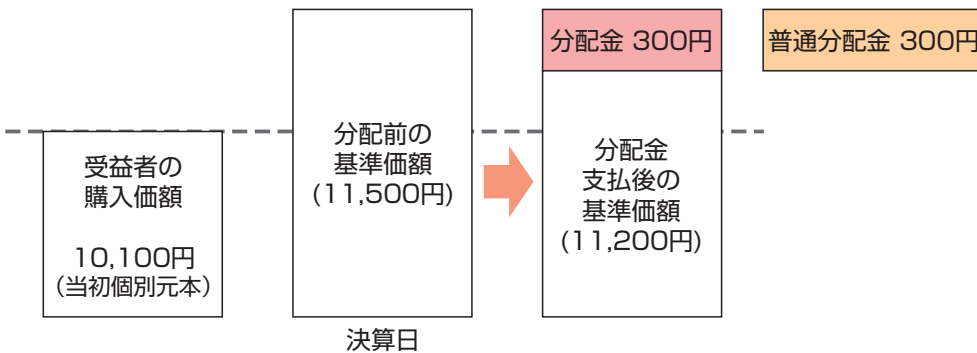 受益者の
購入価額
10,100円
（当初個別元本）
分配前の
基準価額
(11,500円)
決算日
分配金 300円
分配金
支払後の
基準価額
(11,200円)
普通分配金 300円